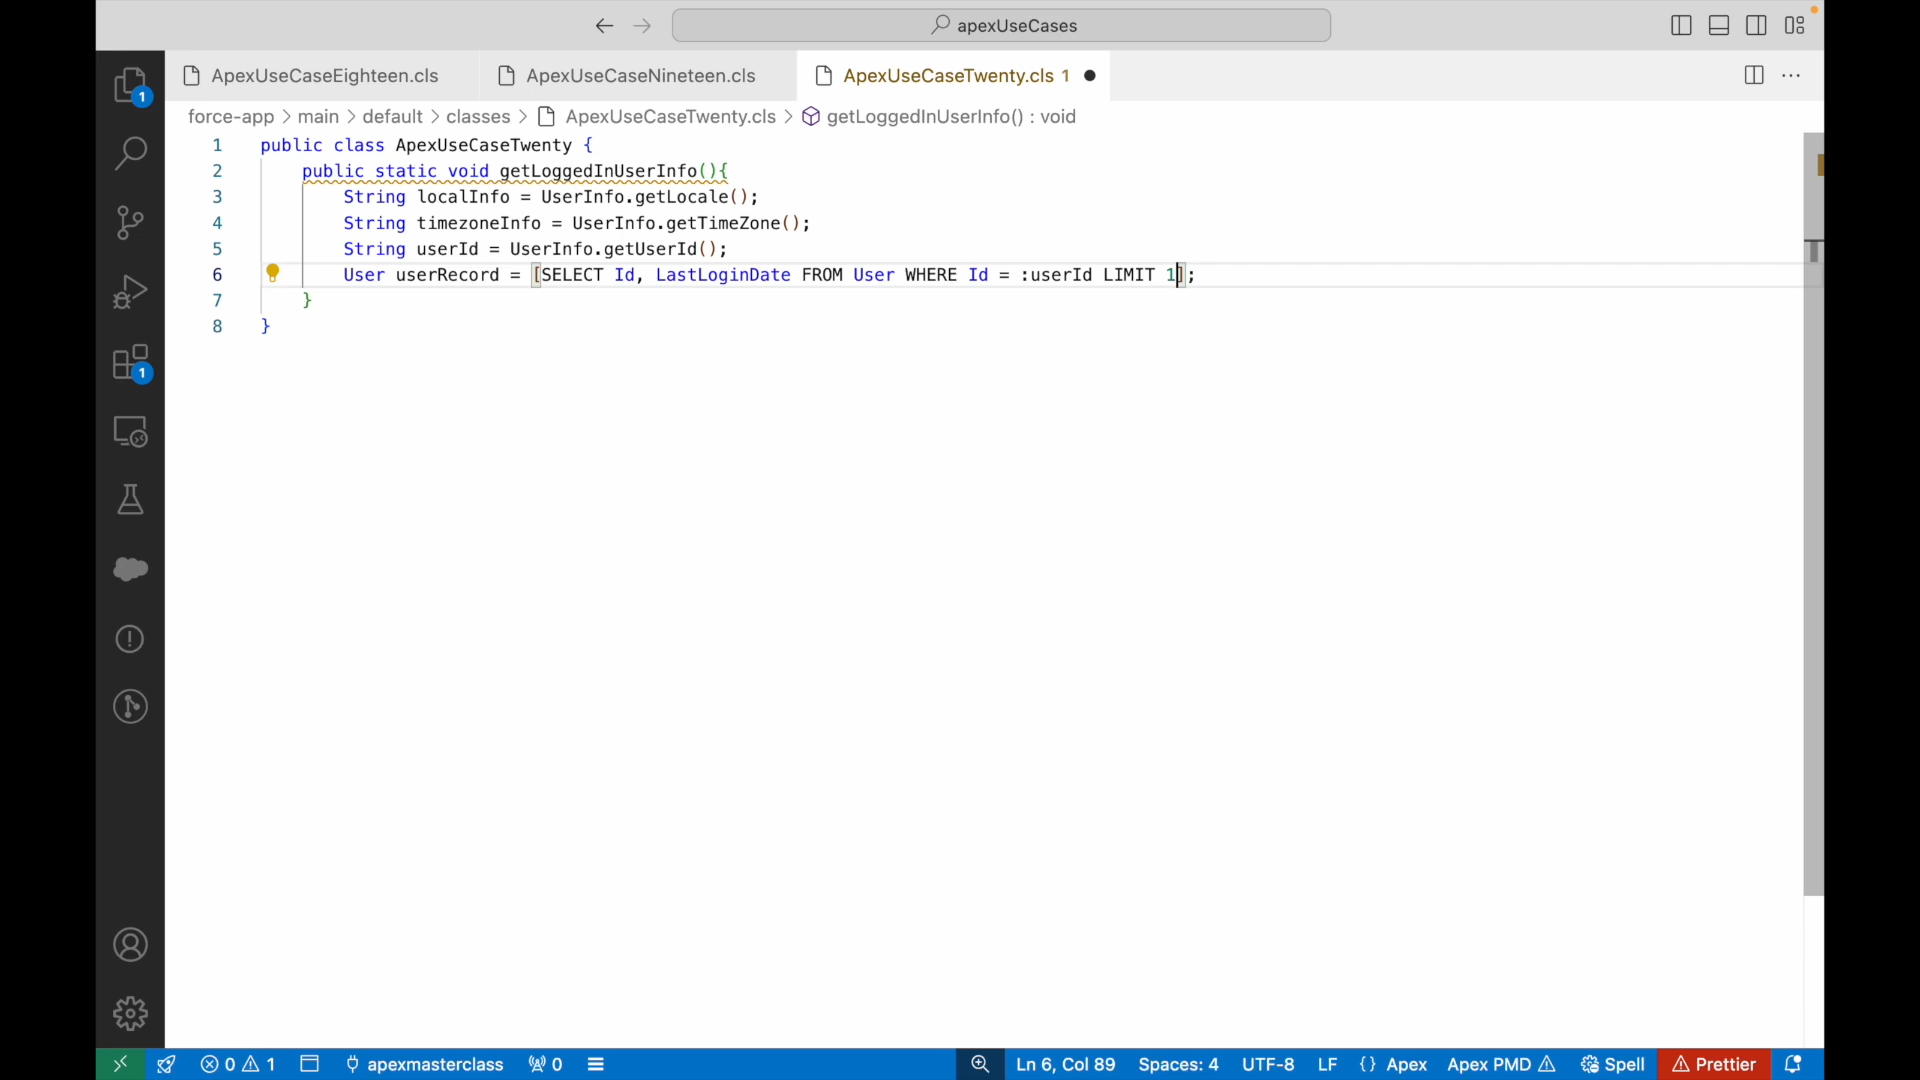 apexUseCases
ApexUseCaseEighteen.cls
ApexUseCaseNineteen.cls
ApexUseCaseTwenty.cls 1
force-app > main > default > classes > ApexUseCaseTwenty.cls > getLoggedInUserInfo() : void
1 public class ApexUseCaseTwenty {
2 public static void getLoggedInUserInfo(){
3 String localInfo = UserInfo.getLocale();
4 String timezoneInfo = UserInfo.getTimeZone();
5 String userId = UserInfo.getUserId();
6 User userRecord = [SELECT Id, LastLoginDate FROM User WHERE Id = :userId LIMIT 1];
7 }
8 }
1
1
0 1 apexmasterclass 0 Ln 6, Col 89 Spaces: 4 UTF-8 LF {} Apex Apex PMD Spell Prettier